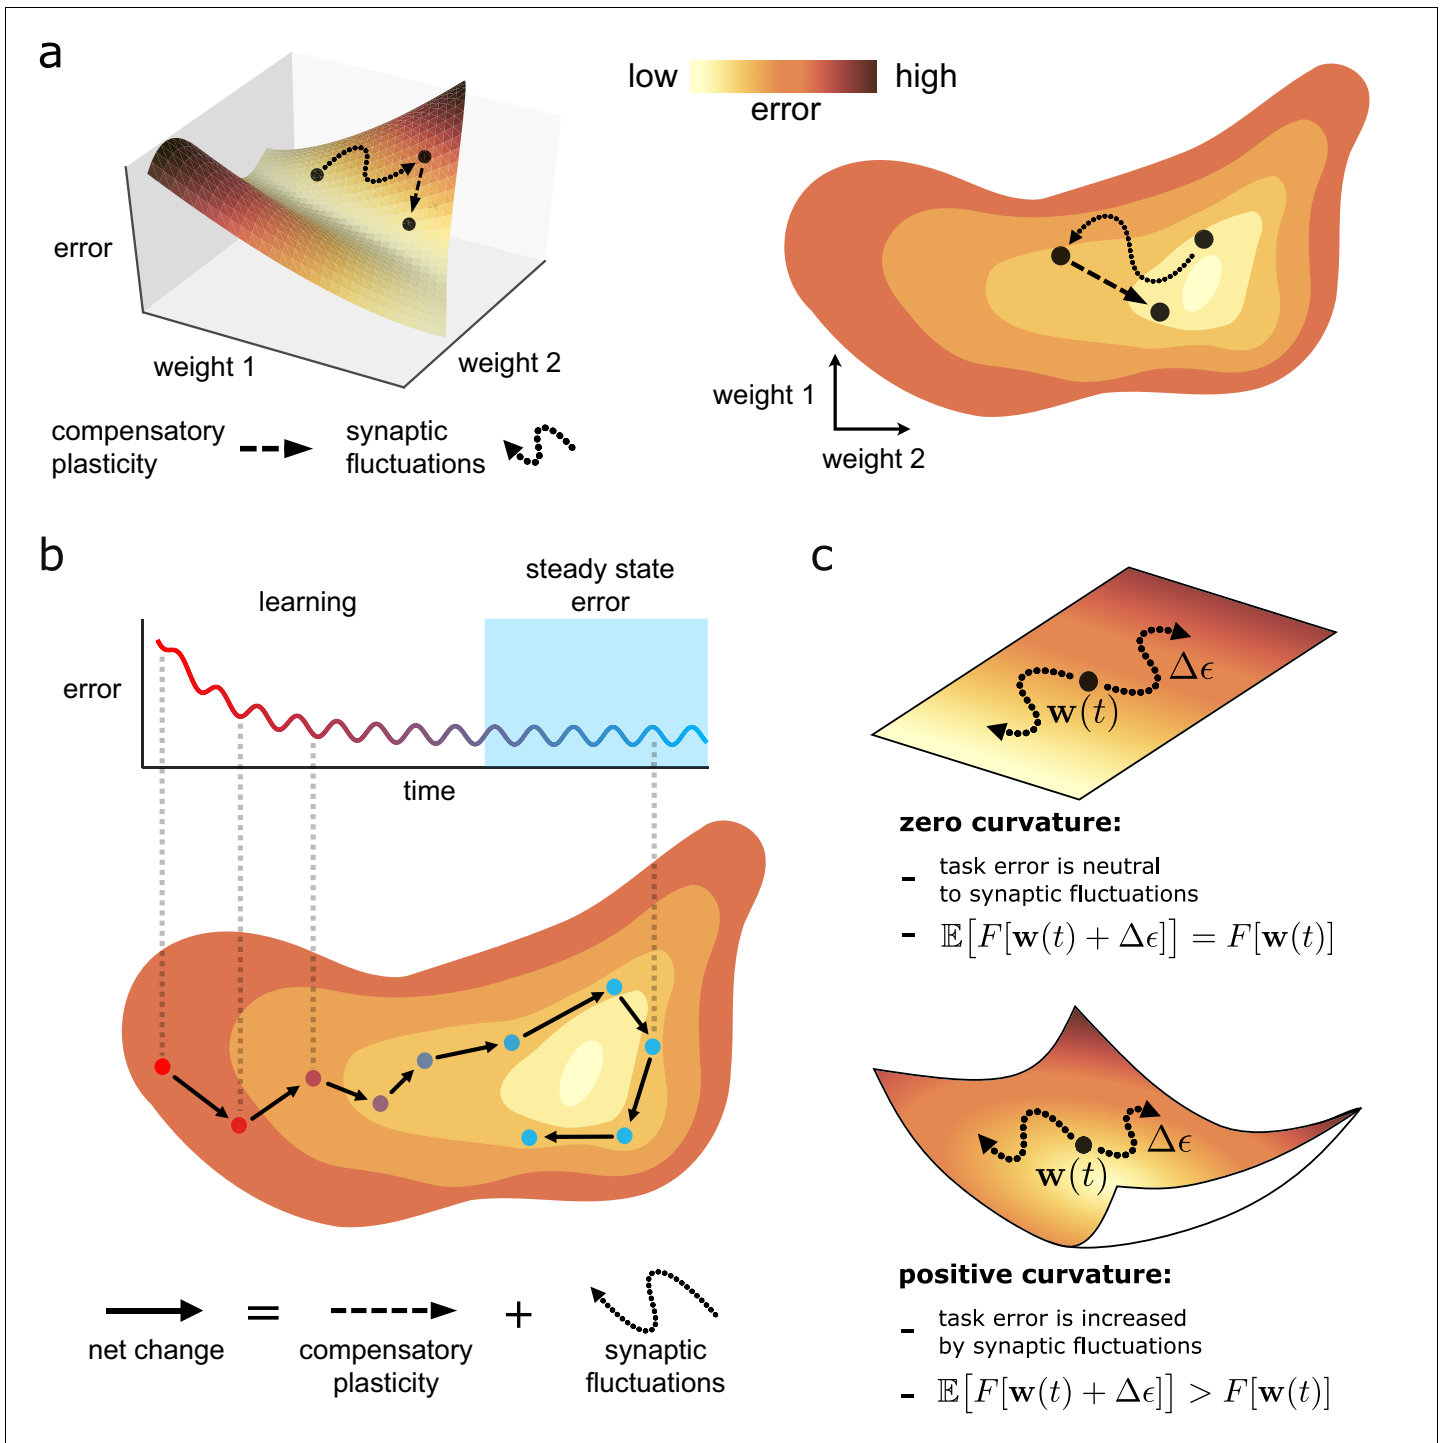 a
low
high
error
error
weight 1
weight 2
compensatory
plasticity
synaptic
fluctuations
weight 1
weight 2
b
learning
steady state
error
error
time
net change
=
compensatory
plasticity
+
synaptic
fluctuations
c
Δϵ
w(t)
zero curvature:
- task error is neutral
to synaptic fluctuations
- 𝔼[F[w(t) + Δϵ]] = F[w(t)]
Δϵ
w(t)
positive curvature:
- task error is increased
by synaptic fluctuations
- 𝔼[F[w(t) + Δϵ]] > F[w(t)]